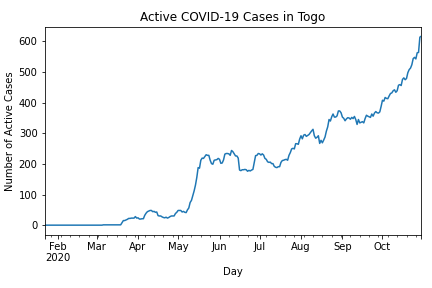 Active COVID-19 Cases in Togo
Number of Active Cases
600
500
400
300
200
100
0
Feb Mar Apr May Jun Jul Aug Sep Oct
2020
Day